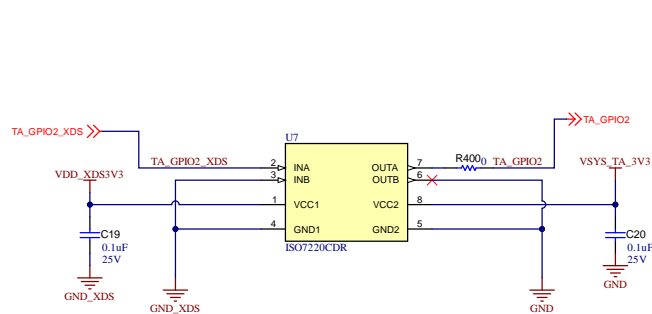 TA_GPIO2_XDS
TA_GPIO2
U7
TA_GPIO2_XDS
2
INA
OUTA
7
R400
0
TA_GPIO2
3
INB
OUTB
6
VDD_XDS3V3
VSYS_TA_3V3
1
VCC1
VCC2
8
4
GND1
GND2
5
ISO7220CDR
C19
0.1uF
25V
C20
0.1uF
25V
GND_XDS
GND_XDS
GND
GND